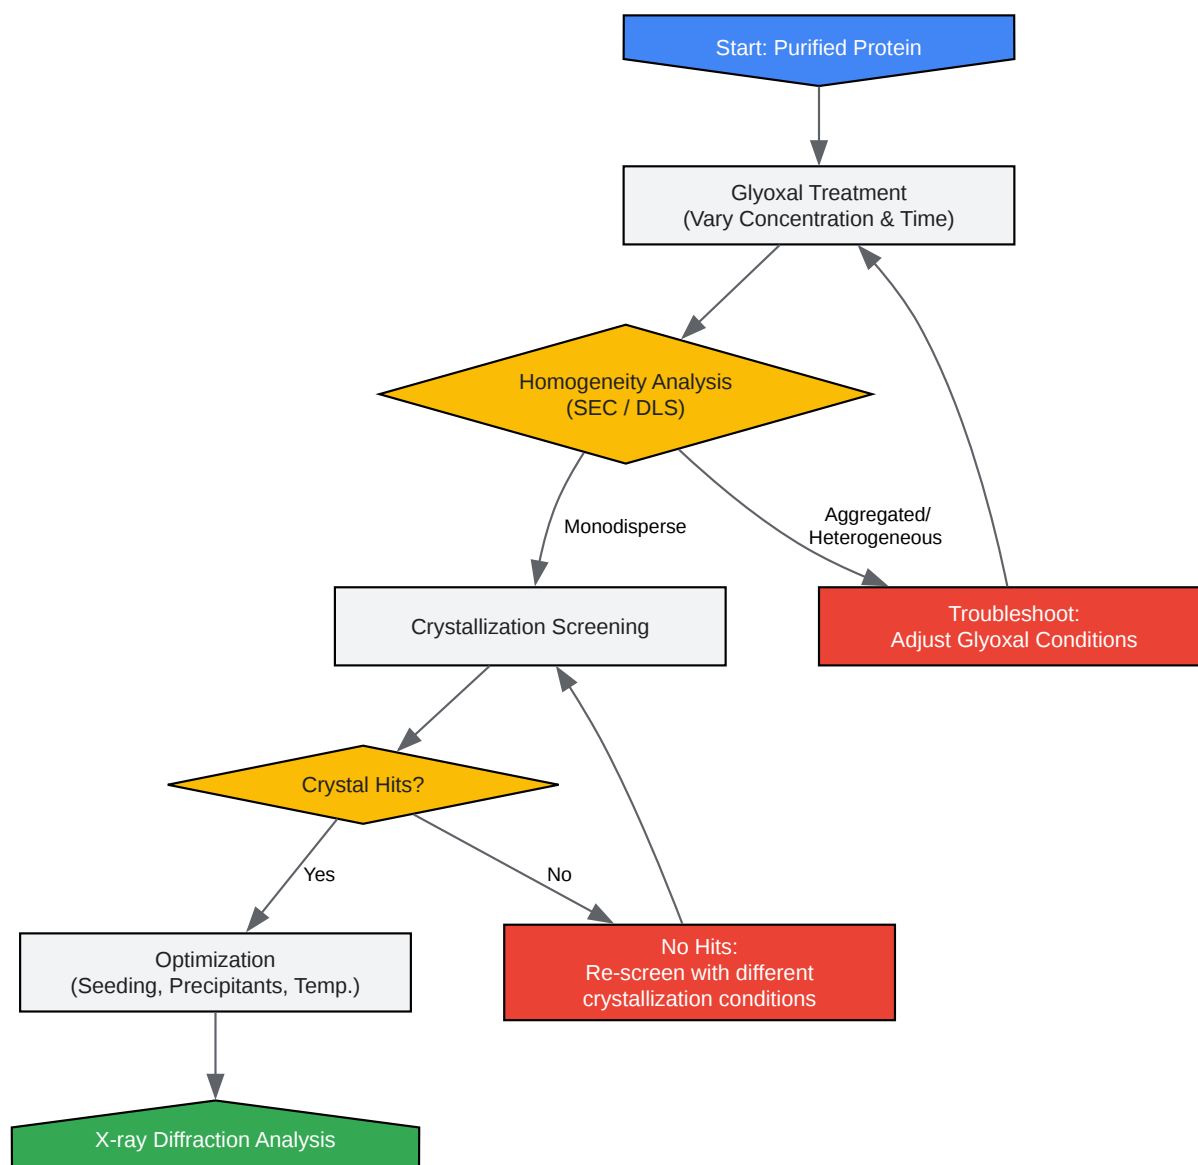 Start: Purified Protein
Glyoxal Treatment
(Vary Concentration & Time)
Homogeneity Analysis
(SEC / DLS)
Monodisperse
Aggregated/
Heterogeneous
Crystallization Screening
Troubleshoot:
Adjust Glyoxal Conditions
Crystal Hits?
Yes
No
Optimization
(Seeding, Precipitants, Temp.)
No Hits:
Re-screen with different
crystallization conditions
X-ray Diffraction Analysis